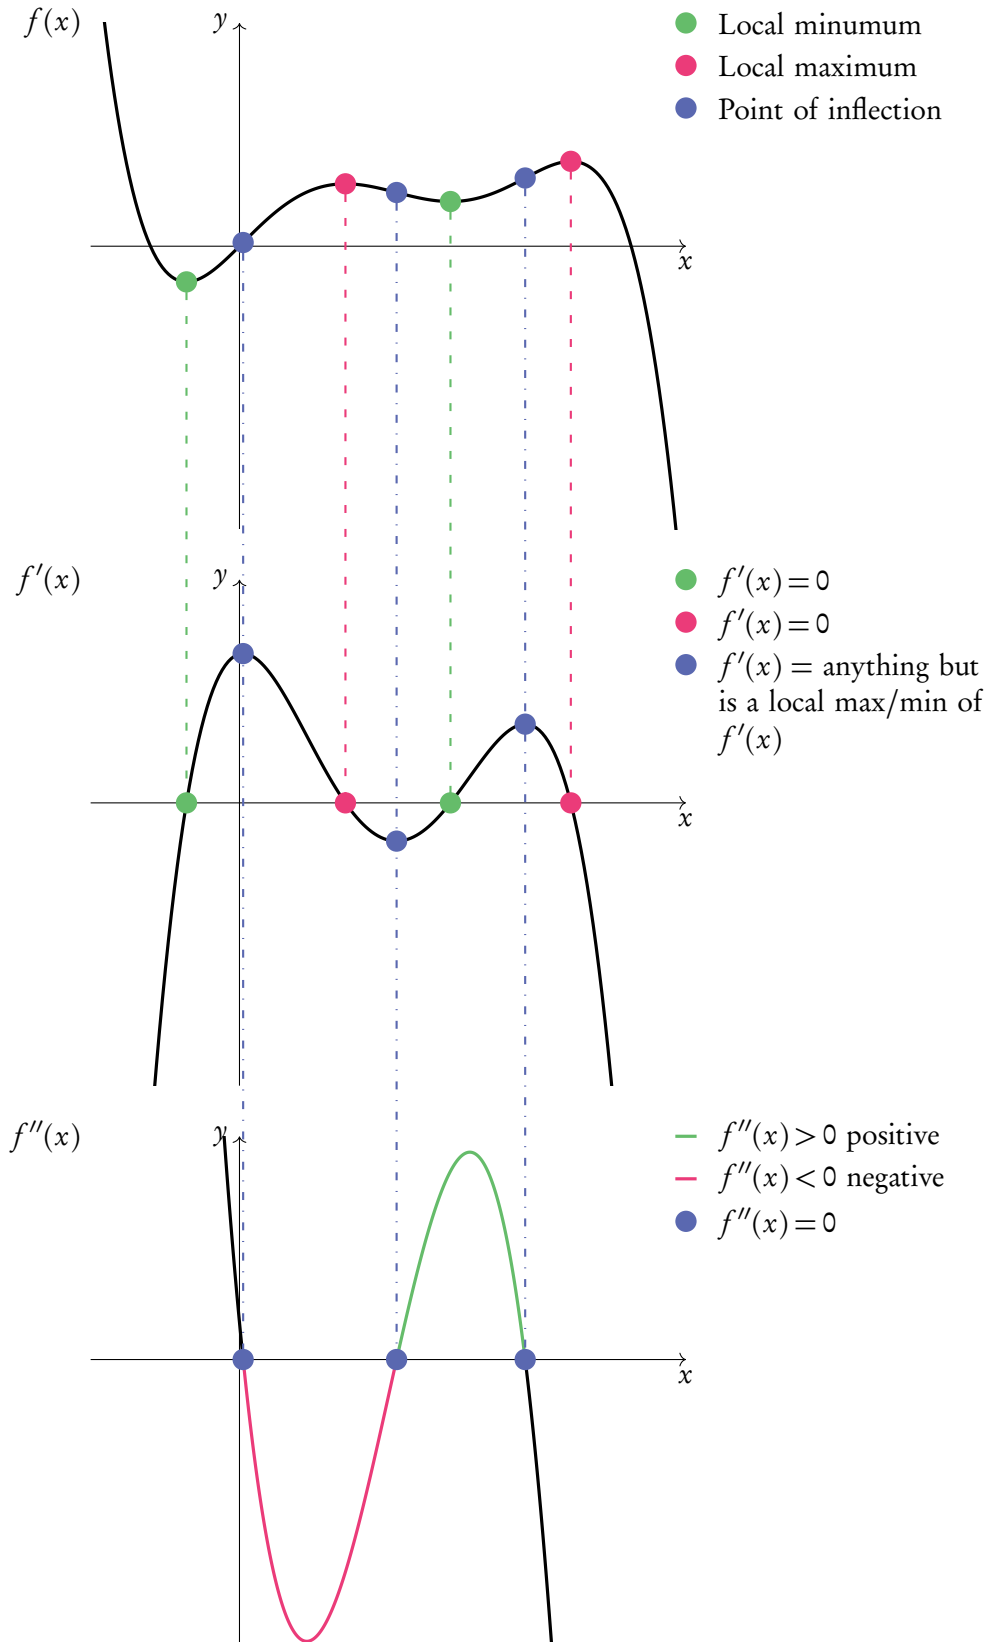 f(x)
y
Local minumum
Local maximum
Point of inflection
x
f′(x)
y
f′(x)=0
f′(x)=0
f′(x) = anything but
is a local max/min of
f′(x)
x
f″(x)
y
f″(x)>0 positive
f″(x)<0 negative
f″(x)=0
x